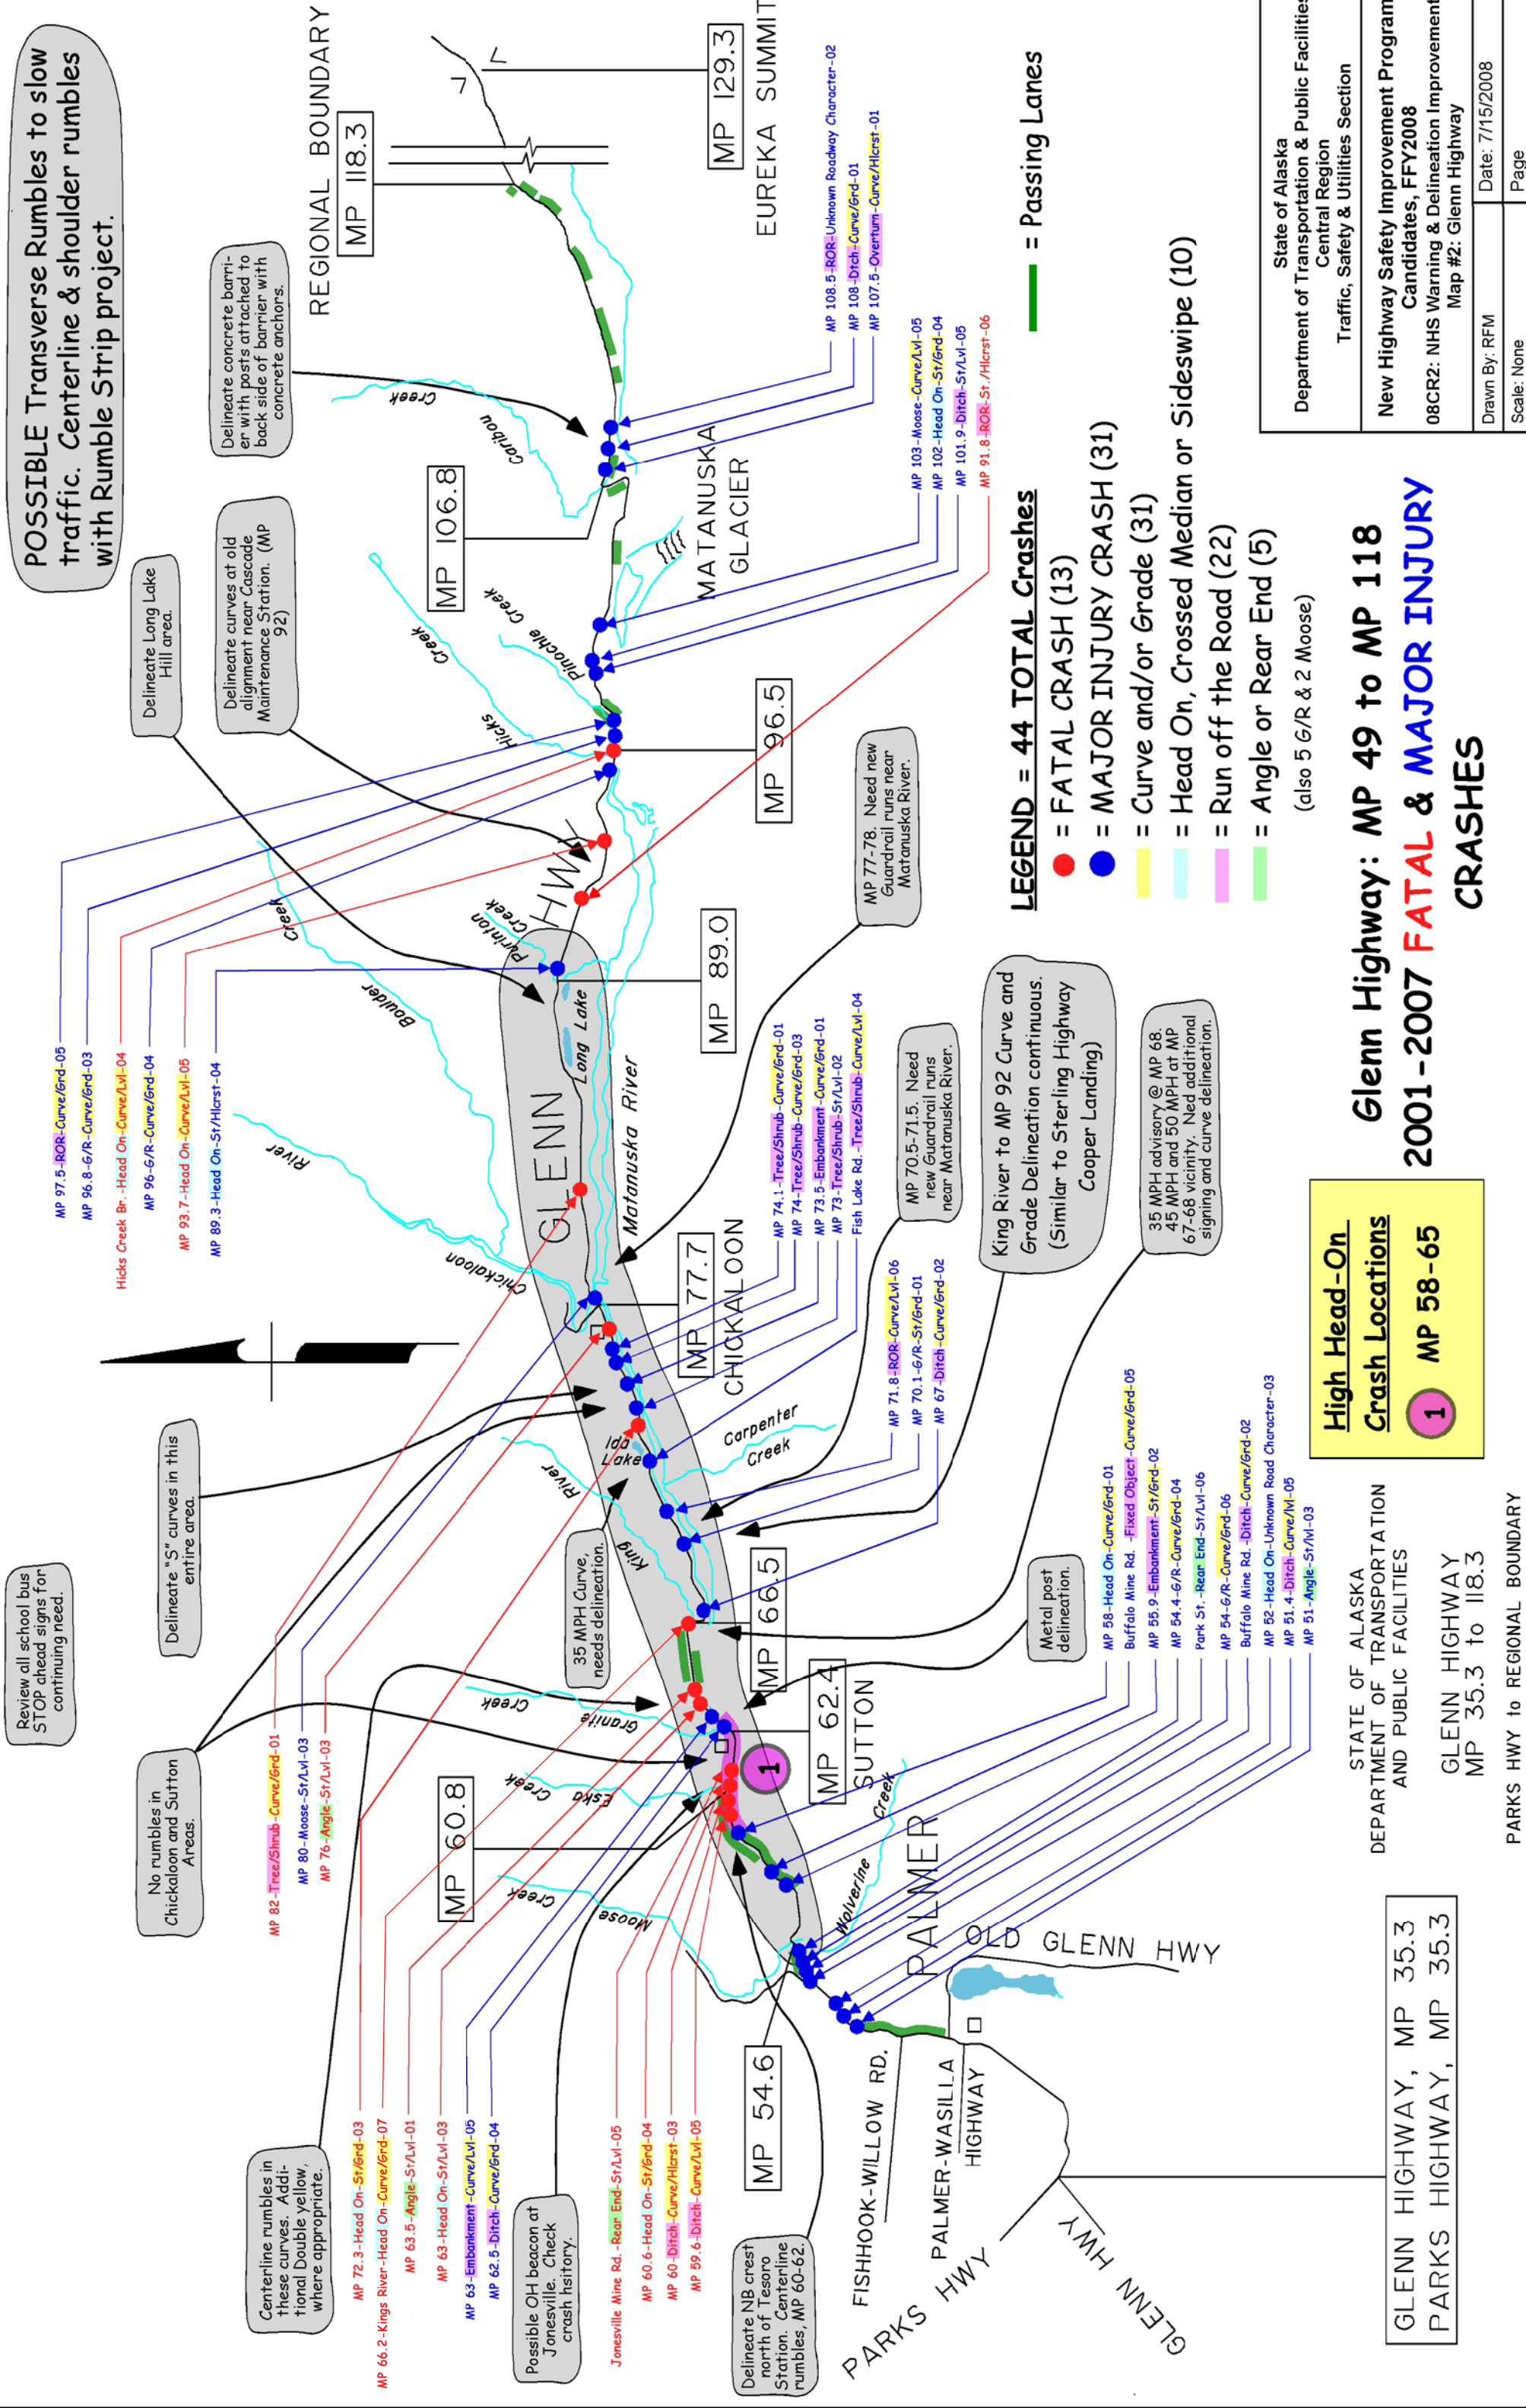 POSSIBLE Transverse Rumbles to slow
traffic. Centerline & shoulder rumbles
with Rumble Strip project.
Review all school bus
STOP ahead signs for
continuing need.
No rumbles in
Chickaloon and Sutton
Areas.
Delineate "S" curves in this
entire area.
Delineate Long Lake
Hill area.
Delineate curves at old
alignment near Cascade
Maintenance Station. (MP
92)
Delineate concrete barri-
er with posts attached to
back side of barrier with
concrete anchors.
REGIONAL BOUNDARY
MP 118.3
MP 129.3
EUREKA SUMMIT
MP 97.5-ROR-Curve/Grd-05
MP 96.8-G/R-Curve/Grd-03
Hicks Creek Br.-Head On-Curve/Lvl-04
MP 96-G/R-Curve/Grd-04
MP 93.7-Head On-Curve/Lvl-05
MP 89.3-Head On-St/Hlcrst-04
MP 82-Tree/Shrub-Curve/Grd-01
MP 80-Moose-St/Lvl-03
MP 76-Angle-St/Lvl-03
Centerline rumbles in
these curves. Addi-
tional Double yellow,
where appropriate.
MP 72.3-Head On-St/Grd-03
MP 66.2-Kings River-Head On-Curve/Grd-07
MP 63.5-Angle-St/Lvl-01
MP 63-Head On-St/Lvl-03
MP 63-Embankment-Curve/Lvl-05
MP 62.5-Ditch-Curve/Grd-04
Possible OH beacon at
Jonesville. Check
crash hsitory.
Jonesville Mine Rd.-Rear End-St/Lvl-05
MP 60.6-Head On-St/Grd-04
MP 60-Ditch-Curve/Hlcrst-03
MP 59.6-Ditch-Curve/Lvl-05
Delineate NB crest
north of Tesoro
Station. Centerline
rumbles, MP 60-62.
MP 54.6
MP 60.8
MP 62.4
SUTTON
MP 66.5
MP 77.7
CHICKALOON
MP 89.0
MP 96.5
MP 106.8
35 MPH Curve,
needs delineation.
Metal post
delineation.
1
GLENN
HWY
Moose
Creek
Eska
Creek
Granite
Creek
King
River
Ida
Lake
Carpenter
Creek
Wolverine
Creek
Chickaloon
River
Boulder
Creek
Matanuska River
Long Lake
Purinton
Creek
Hicks
Creek
Pinochle Creek
Caribou
Creek
MATANUSKA
GLACIER
MP 108.5-ROR-Unknown Roadway Character-02
MP 108-Dtch-Curve/Grd-01
MP 107.5-Overturn-Curve/Hlcrst-01
MP 103-Moose-Curve/Lvl-05
MP 102-Head On-St/Grd-04
MP 101.9-Ditch-St/Lvl-05
MP 91.8-ROR-St./Hlcrst-06
MP 77-78. Need new
Guardrail runs near
Matanuska River.
MP 74.1-Tree/Shrub-Curve/Grd-01
MP 74-Tree/Shrub-Curve/Grd-03
MP 73.5-Embankment-Curve/Grd-01
MP 73-Tree/Shrub-St/Lvl-02
Fish Lake Rd.-Tree/Shrub-Curve/Lvl-04
MP 70.5-71.5. Need
new Guardrail runs
near Matanuska River.
MP 71.8-ROR-Curve/Lvl-06
MP 70.1-G/R-St/Grd-01
MP 67-Ditch-Curve/Grd-02
King River to MP 92 Curve and
Grade Delineation continuous.
(Similar to Sterling Highway
Cooper Landing)
35 MPH advisory @ MP 68.
45 MPH and 50 MPH at MP
67-68 vicinity. Ned additional
signing and curve delineation.
MP 58-Head On-Curve/Grd-01
Buffalo Mine Rd.-Fixed Object-Curve/Grd-05
MP 55.9-Embankment-St/Grd-02
MP 54.4-G/R-Curve/Grd-04
Park St.-Rear End-St/Lvl-06
MP 54-G/R-Curve/Grd-06
Buffalo Mine Rd.-Ditch-Curve/Grd-02
MP 52-Head On-Unknown Road Character-03
MP 51.4-Ditch-Curve/lvl-05
MP 51-Angle-St/lvl-03
PALMER
OLD GLENN HWY
FISHHOOK-WILLOW RD.
PALMER-WASILLA
HIGHWAY
PARKS HWY
GLENN HWY
GLENN HIGHWAY, MP 35.3
PARKS HIGHWAY, MP 35.3
STATE OF ALASKA
DEPARTMENT OF TRANSPORTATION
AND PUBLIC FACILITIES
GLENN HIGHWAY
MP 35.3 to 118.3
PARKS HWY to REGIONAL BOUNDARY
High Head-On
Crash Locations
1 MP 58-65
LEGEND = 44 TOTAL Crashes
= FATAL CRASH (13)
= MAJOR INJURY CRASH (31)
= Curve and/or Grade (31)
= Head On, Crossed Median or Sideswipe (10)
= Run off the Road (22)
= Angle or Rear End (5)
(also 5 G/R & 2 Moose)
= Passing Lanes
Glenn Highway: MP 49 to MP 118
2001-2007 FATAL & MAJOR INJURY
CRASHES
State of Alaska
Department of Transportation & Public Facilities
Central Region
Traffic, Safety & Utilities Section
New Highway Safety Improvement Program
Candidates, FFY2008
08CR2: NHS Warning & Delineation Improvement
Map #2: Glenn Highway
Drawn By: RFM
Date: 7/15/2008
Scale: None
Page